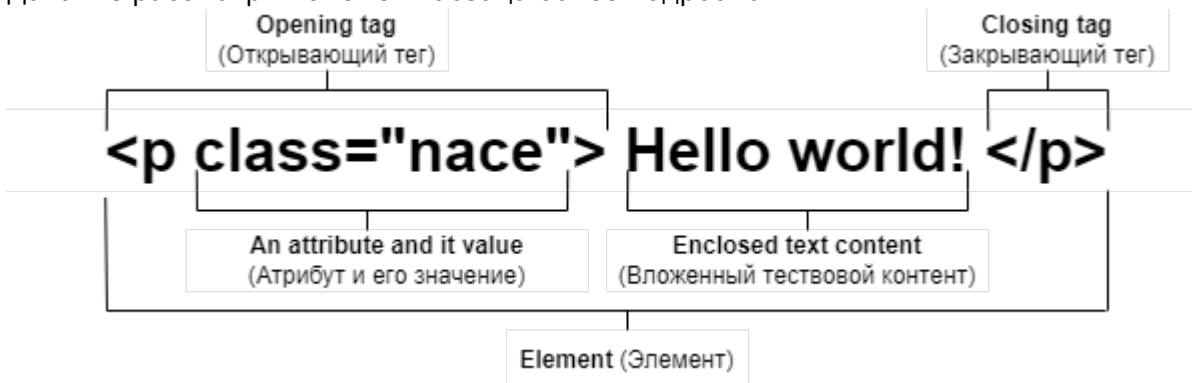 Opening tag
(Открывающий тег)
Closing tag
(Закрывающий тег)
<p class="nace"> Hello world! </p>
An attribute and it value
(Атрибут и его значение)
Enclosed text content
(Вложенный тествовой контент)
Element (Элемент)